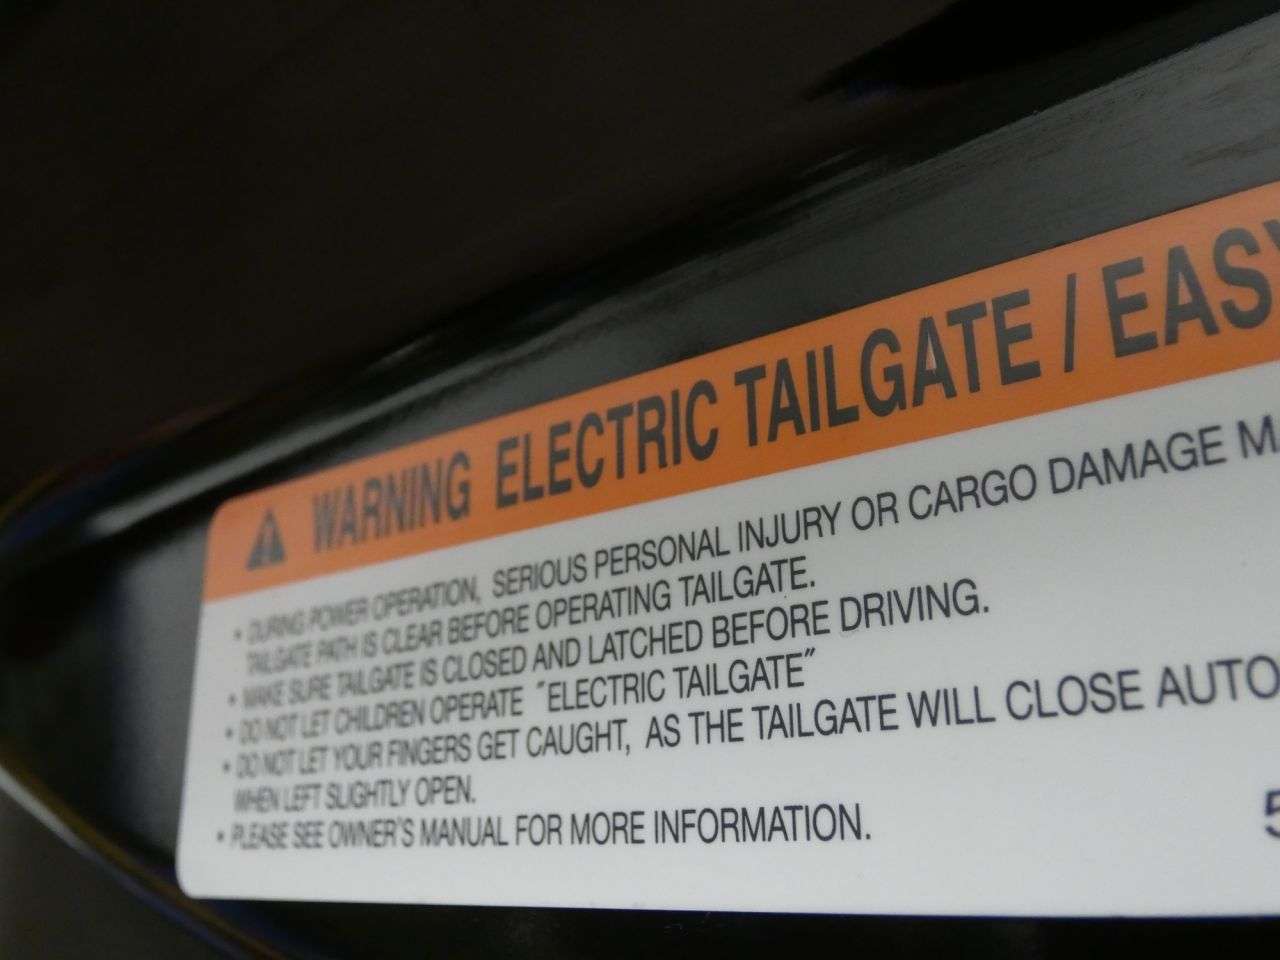 WARNING ELECTRIC TAILGATE / EASY
• DURING POWER OPERATION, SERIOUS PERSONAL INJURY OR CARGO DAMAGE
TAILGATE PATH IS CLEAR BEFORE OPERATING TAILGATE.
• MAKE SURE TAILGATE IS CLOSED AND LATCHED BEFORE DRIVING.
• DO NOT LET CHILDREN OPERATE "ELECTRIC TAILGATE"
• DO NOT LET YOUR FINGERS GET CAUGHT, AS THE TAILGATE WILL CLOSE AUTO
WHEN LEFT SLIGHTLY OPEN.
• PLEASE SEE OWNER'S MANUAL FOR MORE INFORMATION.